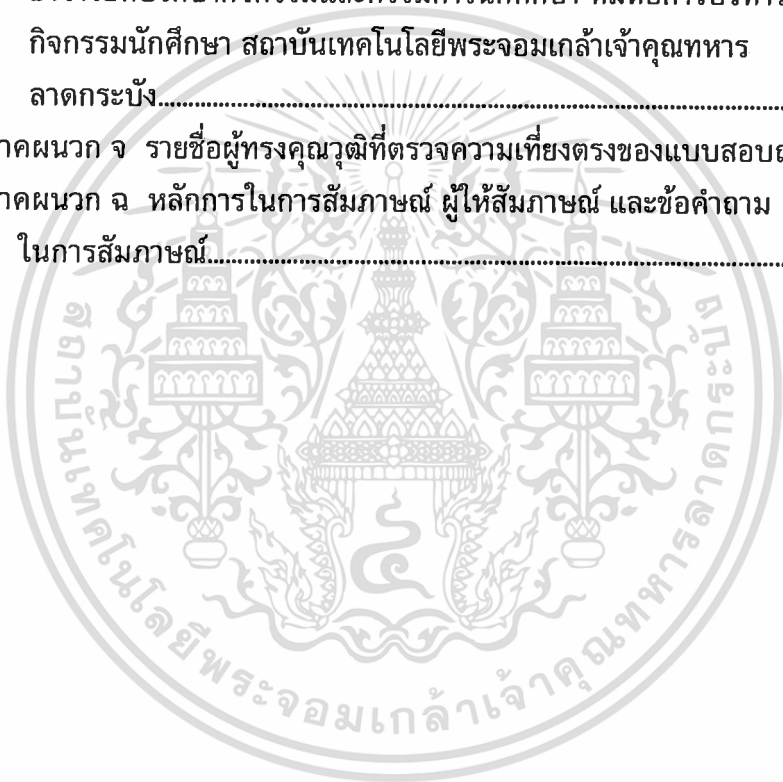 กิจกรรมนักศึกษา สถาบันเทคโนโลยีพระจอมเกล้าเจ้าคุณทหาร
ลาดกระบัง
าคผนวก จ รายชื่อผู้ทรงคุณวุฒิที่ตรวจความเที่ยงตรงของแบบสอบถ
าคผนวก ฉ หลักการในการสัมภาษณ์ ผู้ให้สัมภาษณ์ และข้อคำถาม
ในการสัมภาษณ์
สถาบันเทคโนโลยีพระจอมเกล้าเจ้าคุณทหารลาดกระบัง